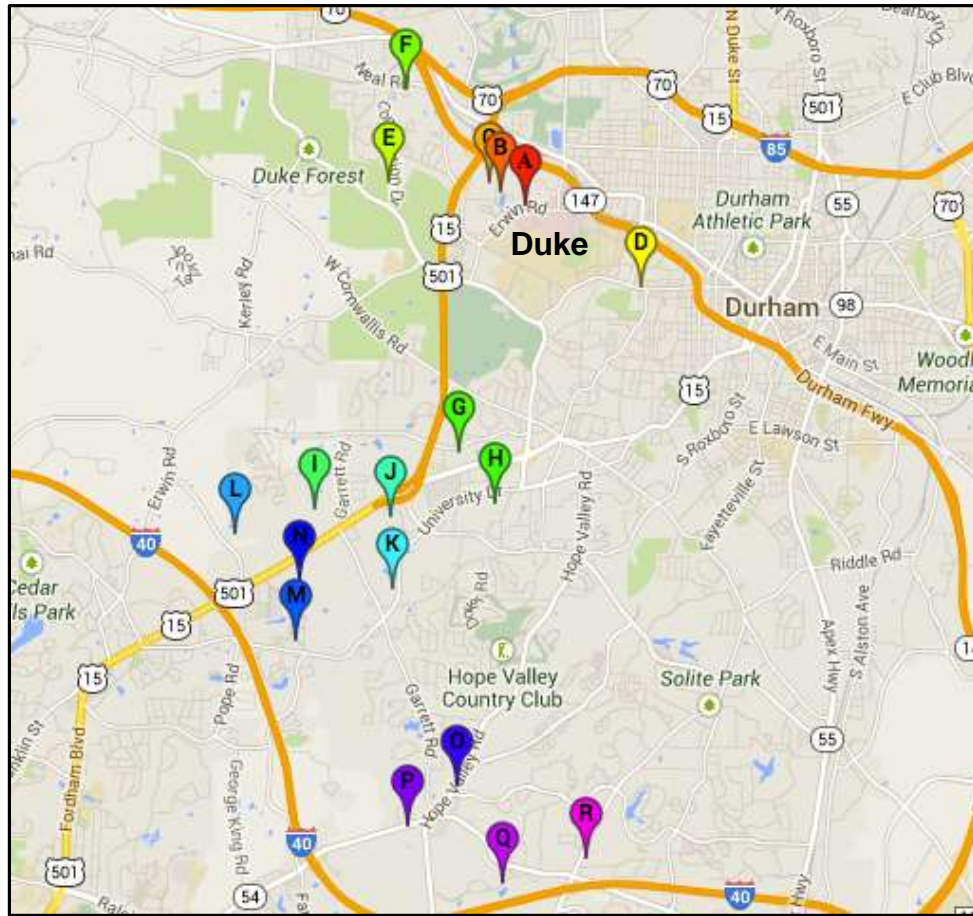 70
N Duke St
N Roxboro St
F
Neal Rd
70
70
501
E Club Blvd
15
E
C
B
A
85
Duke Forest
147
Durham
Athletic Park
55
70
Erwin Rd
15
Duke
D
501
Kerley Rd
W Cornwallis Rd
Durham
98
E Main St
15
Durham Fwy
G
S Roxboro St
E Lawson St
H
I
J
L
Erwin Rd
Garrett Rd
University Dr
Hope Valley Rd
Fayetteville St
N
K
40
Riddle Rd
Cedar
501
M
15
Apex Hwy
S Alston Ave
15
Pope Rd
Hope Valley
Country Club
Solite Park
Garrett Rd
55
Fordham Blvd
George King Rd
O
P
Hope Valley Rd
R
40
Q
501
54
40
Hwy